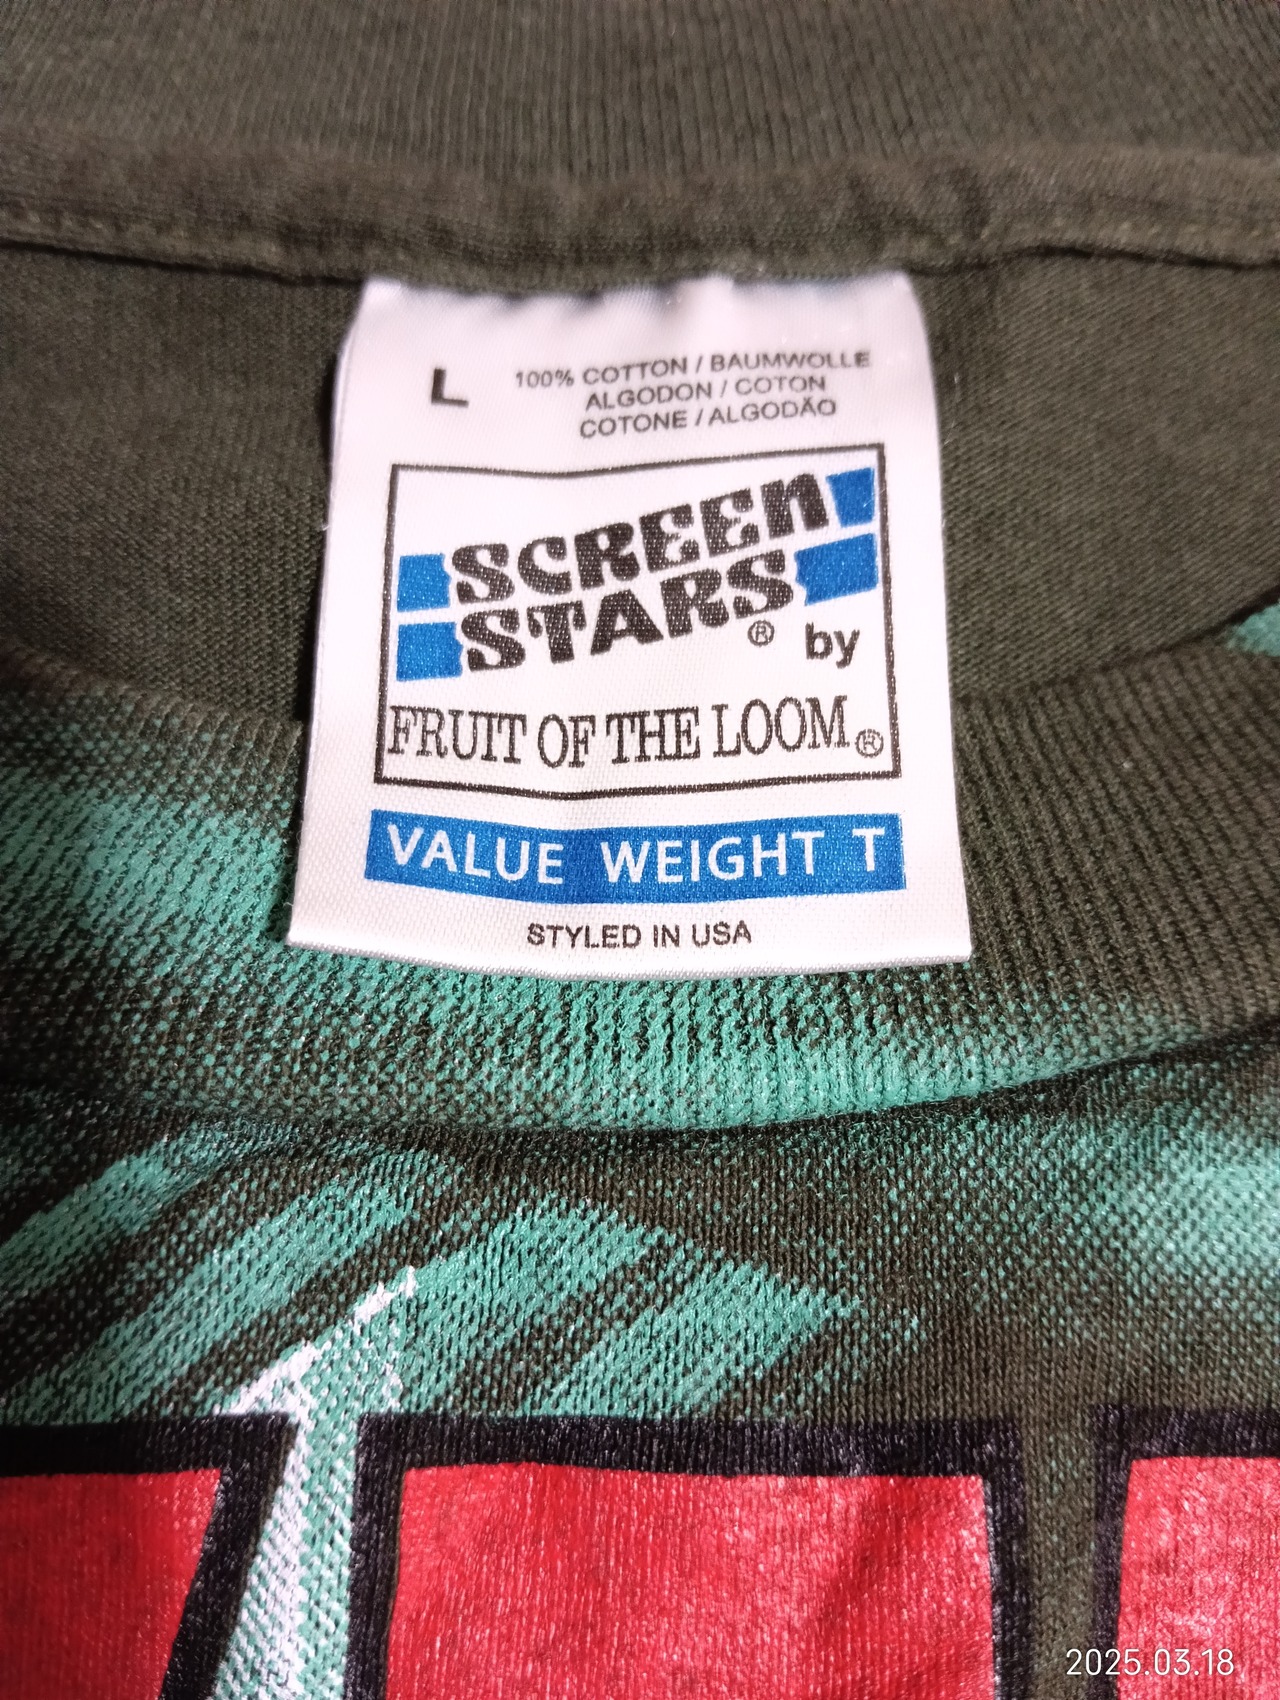 L
100% COTTON / BAUMWOLLE
ALGODON / COTON
COTONE / ALGODÃO
SCREEN
STARS® by
FRUIT OF THE LOOM®
VALUE WEIGHT T
STYLED IN USA
2025.03.18